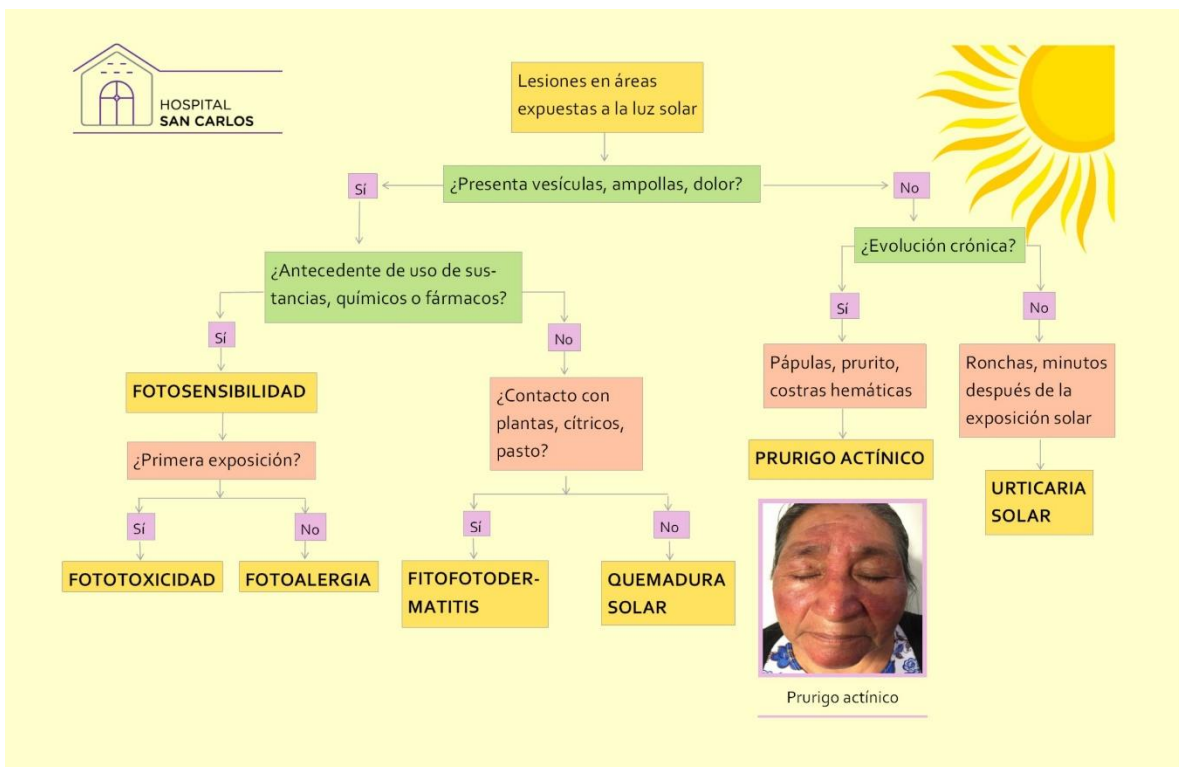 HOSPITAL
SAN CARLOS
Lesiones en áreas
expuestas a la luz solar
¿Presenta vesículas, ampollas, dolor?
Sí
No
¿Antecedente de uso de sus-
tancias, químicos o fármacos?
¿Evolución crónica?
Sí
No
Sí
No
FOTOSENSIBILIDAD
¿Contacto con
plantas, cítricos,
pasto?
Pápulas, prurito,
costras hemáticas
Ronchas, minutos
después de la
exposición solar
¿Primera exposición?
PRURIGO ACTÍNICO
URTICARIA
SOLAR
Sí
No
Sí
No
FOTOTOXICIDAD
FOTOALERGIA
FITOFOTODER-
MATITIS
QUEMADURA
SOLAR
Prurigo actínico